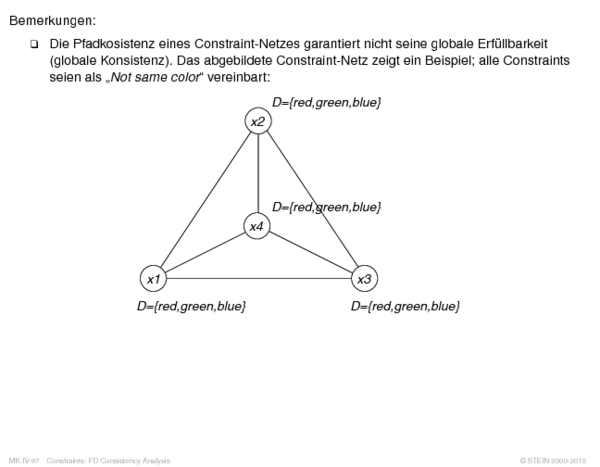 Bemerkungen:
❑ Die Pfadkosistenz eines Constraint-Netzes garantiert nicht seine globale Erfüllbarkeit
(globale Konsistenz). Das abgebildete Constraint-Netz zeigt ein Beispiel; alle Constraints
seien als „Not same color“ vereinbart:
D={red,green,blue}
x2
D={red,green,blue}
x4
x1
x3
D={red,green,blue}
D={red,green,blue}
MK:IV-97 Constraints: FD Consistency Analysis
© STEIN 2000-2015